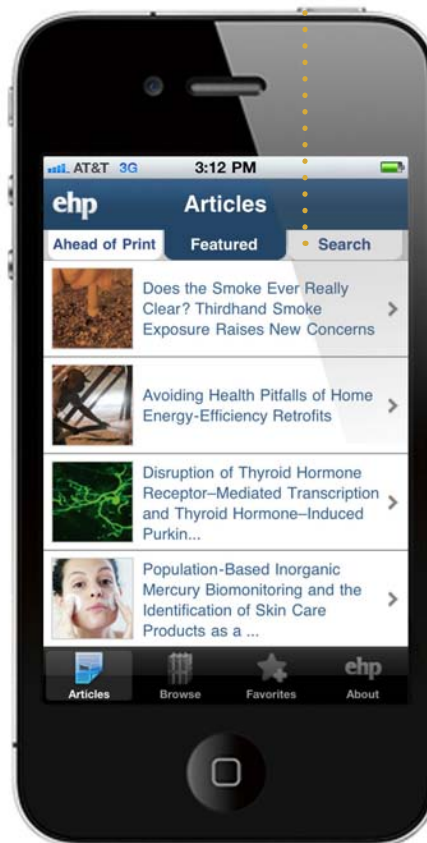 AT&T 3G 3:12 PM
ehp Articles
Ahead of Print Featured Search
Does the Smoke Ever Really
Clear? Thirdhand Smoke
Exposure Raises New Concerns
Avoiding Health Pitfalls of Home
Energy-Efficiency Retrofits
Disruption of Thyroid Hormone
Receptor–Mediated Transcription
and Thyroid Hormone–Induced
Purkin...
Population-Based Inorganic
Mercury Biomonitoring and the
Identification of Skin Care
Products as a ...
ehp
Articles Browse Favorites About